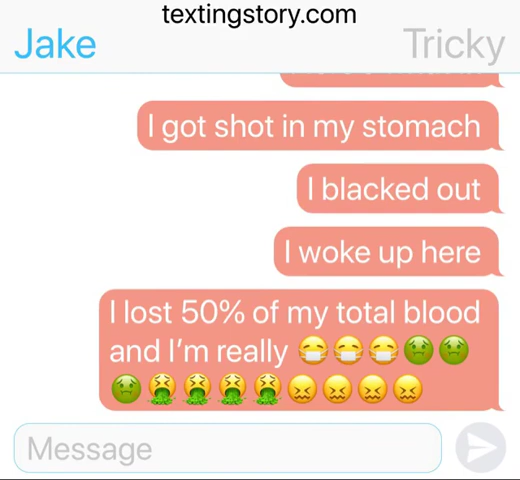 textingstory.com
Jake
Tricky
I got shot in my stomach
I blacked out
I woke up here
I lost 50% of my total blood
and I’m really 😷😷😷🤢🤢
🤢🤮🤮🤮🤮😖😖😖😖
Message